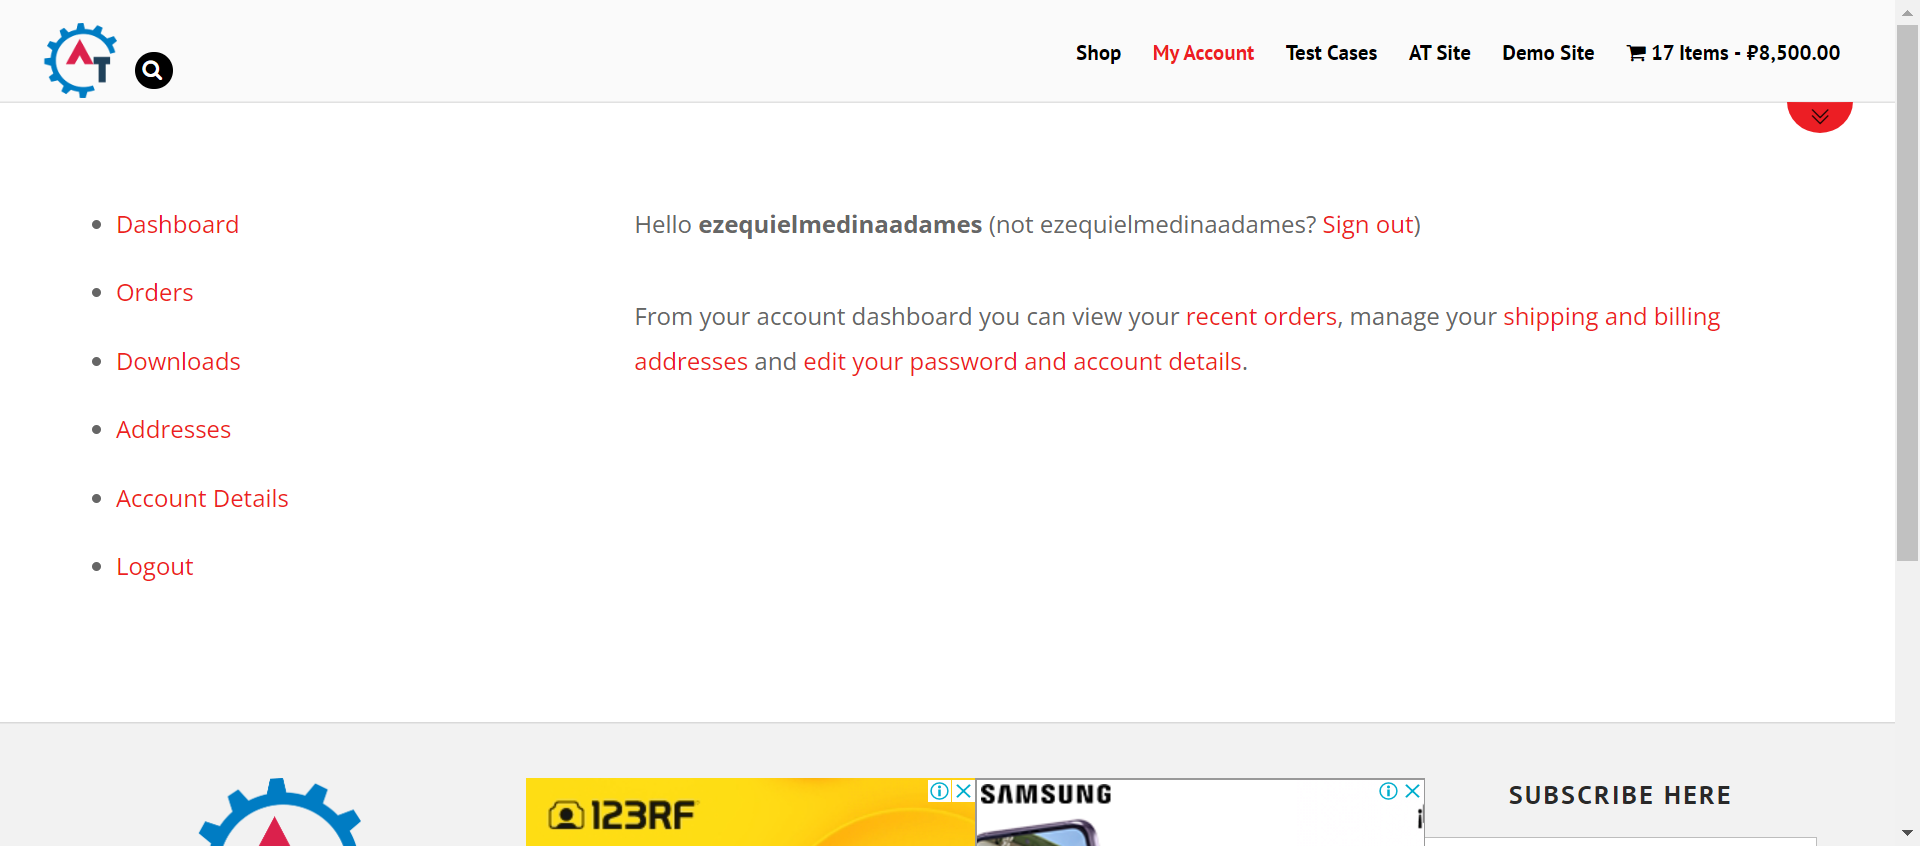 AT
Shop My Account Test Cases AT Site Demo Site 17 Items - ₽8,500.00
Dashboard
Orders
Downloads
Addresses
Account Details
Logout
Hello ezequielmedinaadames (not ezequielmedinaadames? Sign out)
From your account dashboard you can view your recent orders, manage your shipping and billing
addresses and edit your password and account details.
123RF
SAMSUNG
SUBSCRIBE HERE